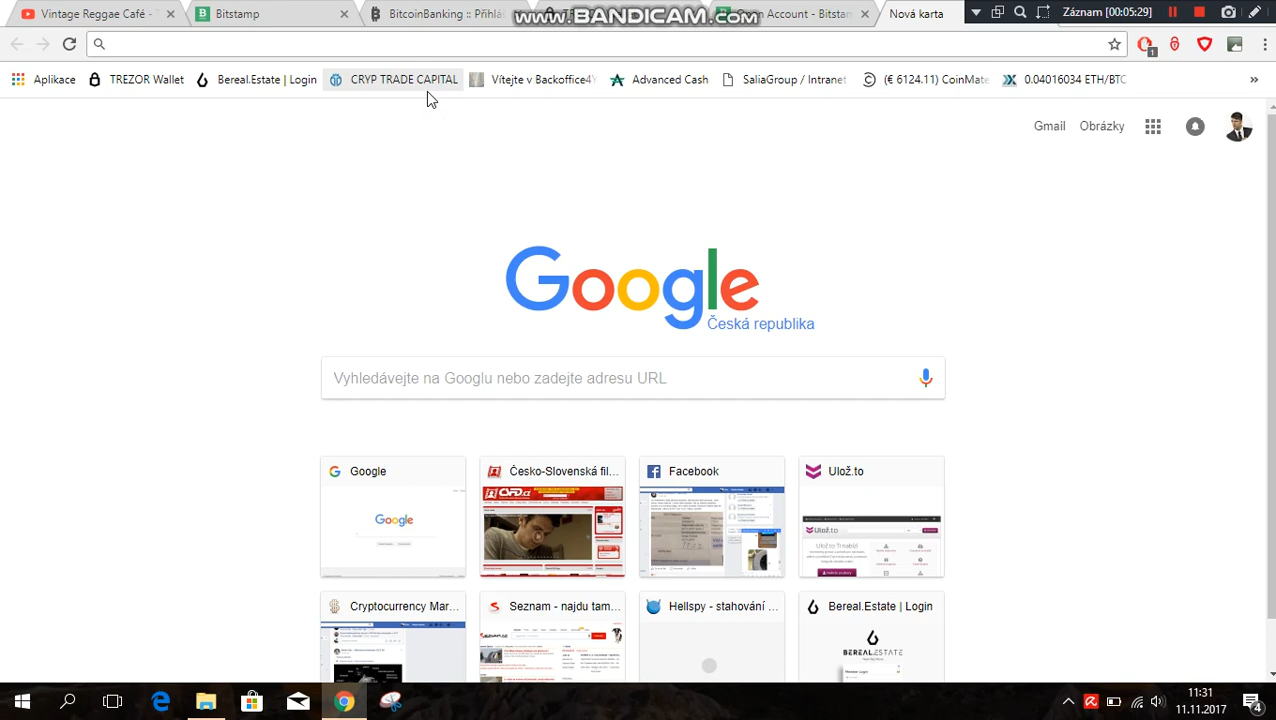 Vintage Reggae Café
Bitstamp
BitcoinBanking :: Přihlá
Account - Bitstam
Nová karta
www.BANDICAM.com
Záznam [00:05:29]
Aplikace
TREZOR Wallet
Bereal.Estate | Login
CRYP TRADE CAPIT
Vítejte v Backoffice4Y
Advanced Cash
SaliaGroup / Intranet
(Kč 6124.11) CoinMate
0.04016034 ETH/BTC
»
Gmail
Obrázky
Google
Česká republika
Vyhledávejte na Googlu nebo zadejte adresu URL
Google
Česko-Slovenská fil...
Facebook
Ulož.to
Cryptocurrency Mar...
Seznam - najdu tam...
Hellspy - stahování ...
Bereal.Estate | Login
11:31
11.11.2017